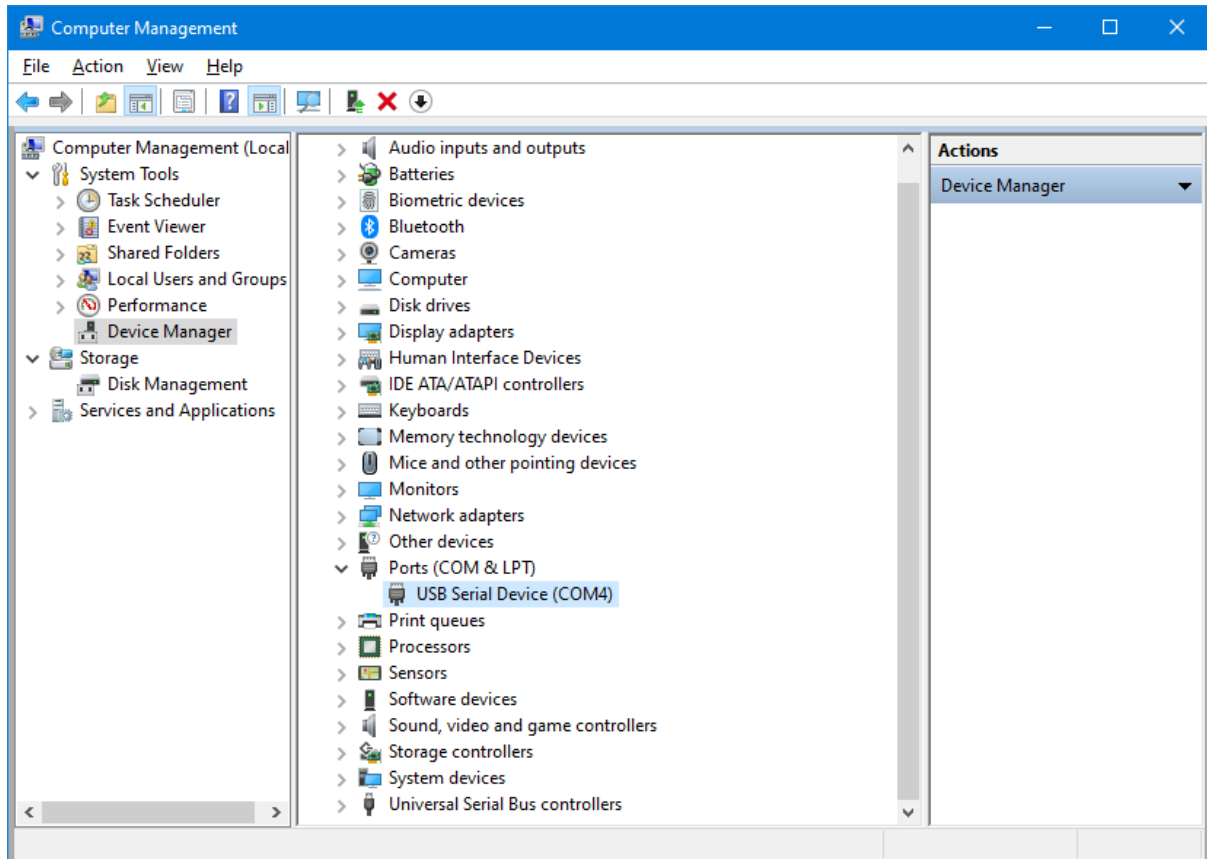 Computer Management
File Action View Help
Computer Management (Local
System Tools
Task Scheduler
Event Viewer
Shared Folders
Local Users and Groups
Performance
Device Manager
Storage
Disk Management
Services and Applications
Audio inputs and outputs
Batteries
Biometric devices
Bluetooth
Cameras
Computer
Disk drives
Display adapters
Human Interface Devices
IDE ATA/ATAPI controllers
Keyboards
Memory technology devices
Mice and other pointing devices
Monitors
Network adapters
Other devices
Ports (COM & LPT)
USB Serial Device (COM4)
Print queues
Processors
Sensors
Software devices
Sound, video and game controllers
Storage controllers
System devices
Universal Serial Bus controllers
Actions
Device Manager